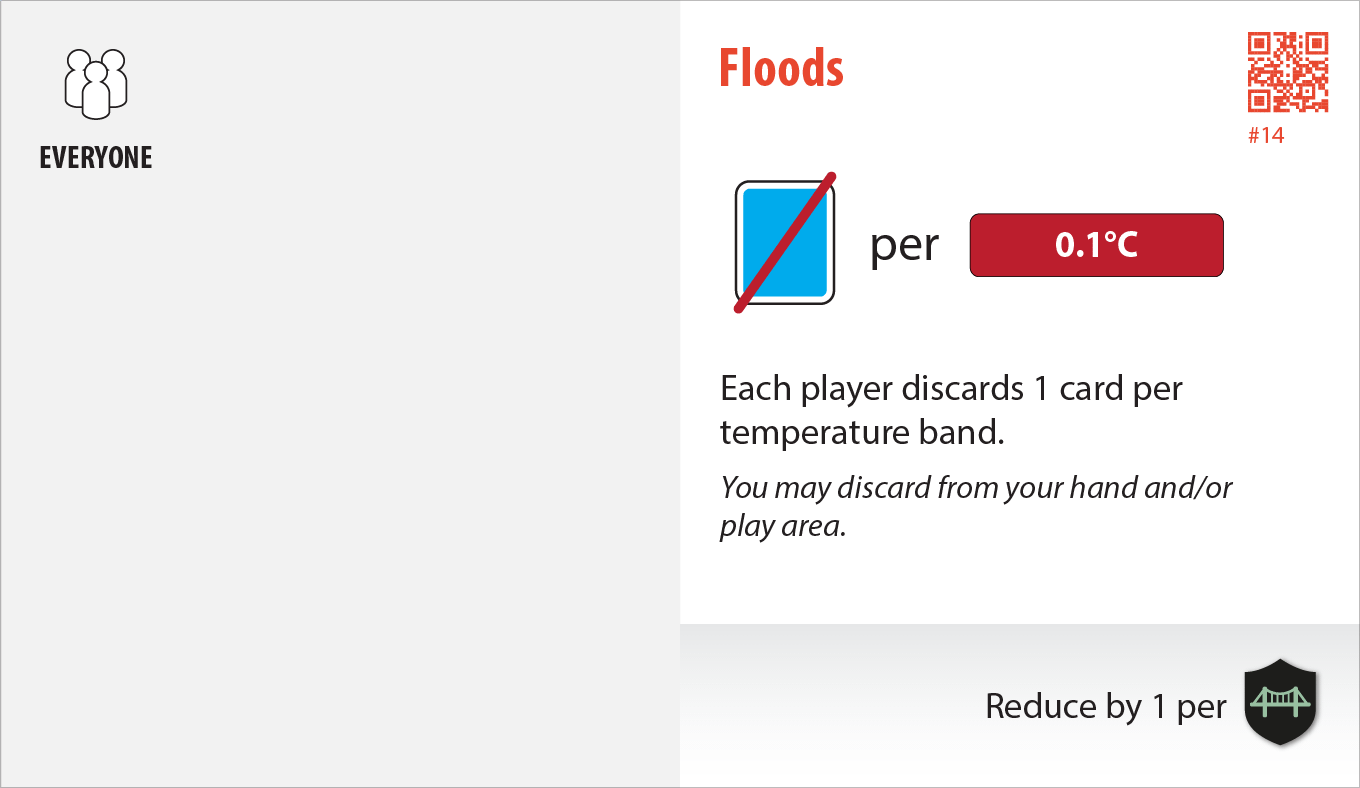 EVERYONE
Floods
#14
per
0.1°C
Each player discards 1 card per
temperature band.
You may discard from your hand and/or
play area.
Reduce by 1 per